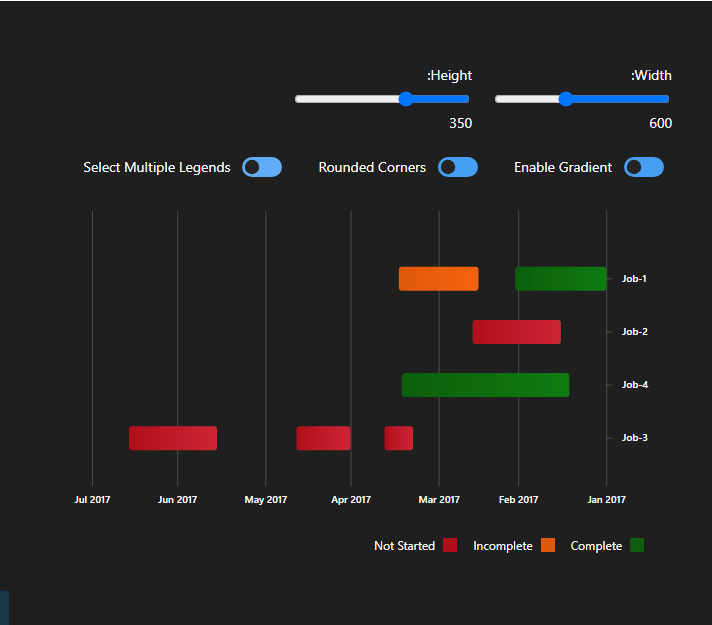 :Height
:Width
350
600
Select Multiple Legends
Rounded Corners
Enable Gradient
Job-1
Job-2
Job-4
Job-3
Jul 2017
Jun 2017
May 2017
Apr 2017
Mar 2017
Feb 2017
Jan 2017
Not Started
Incomplete
Complete